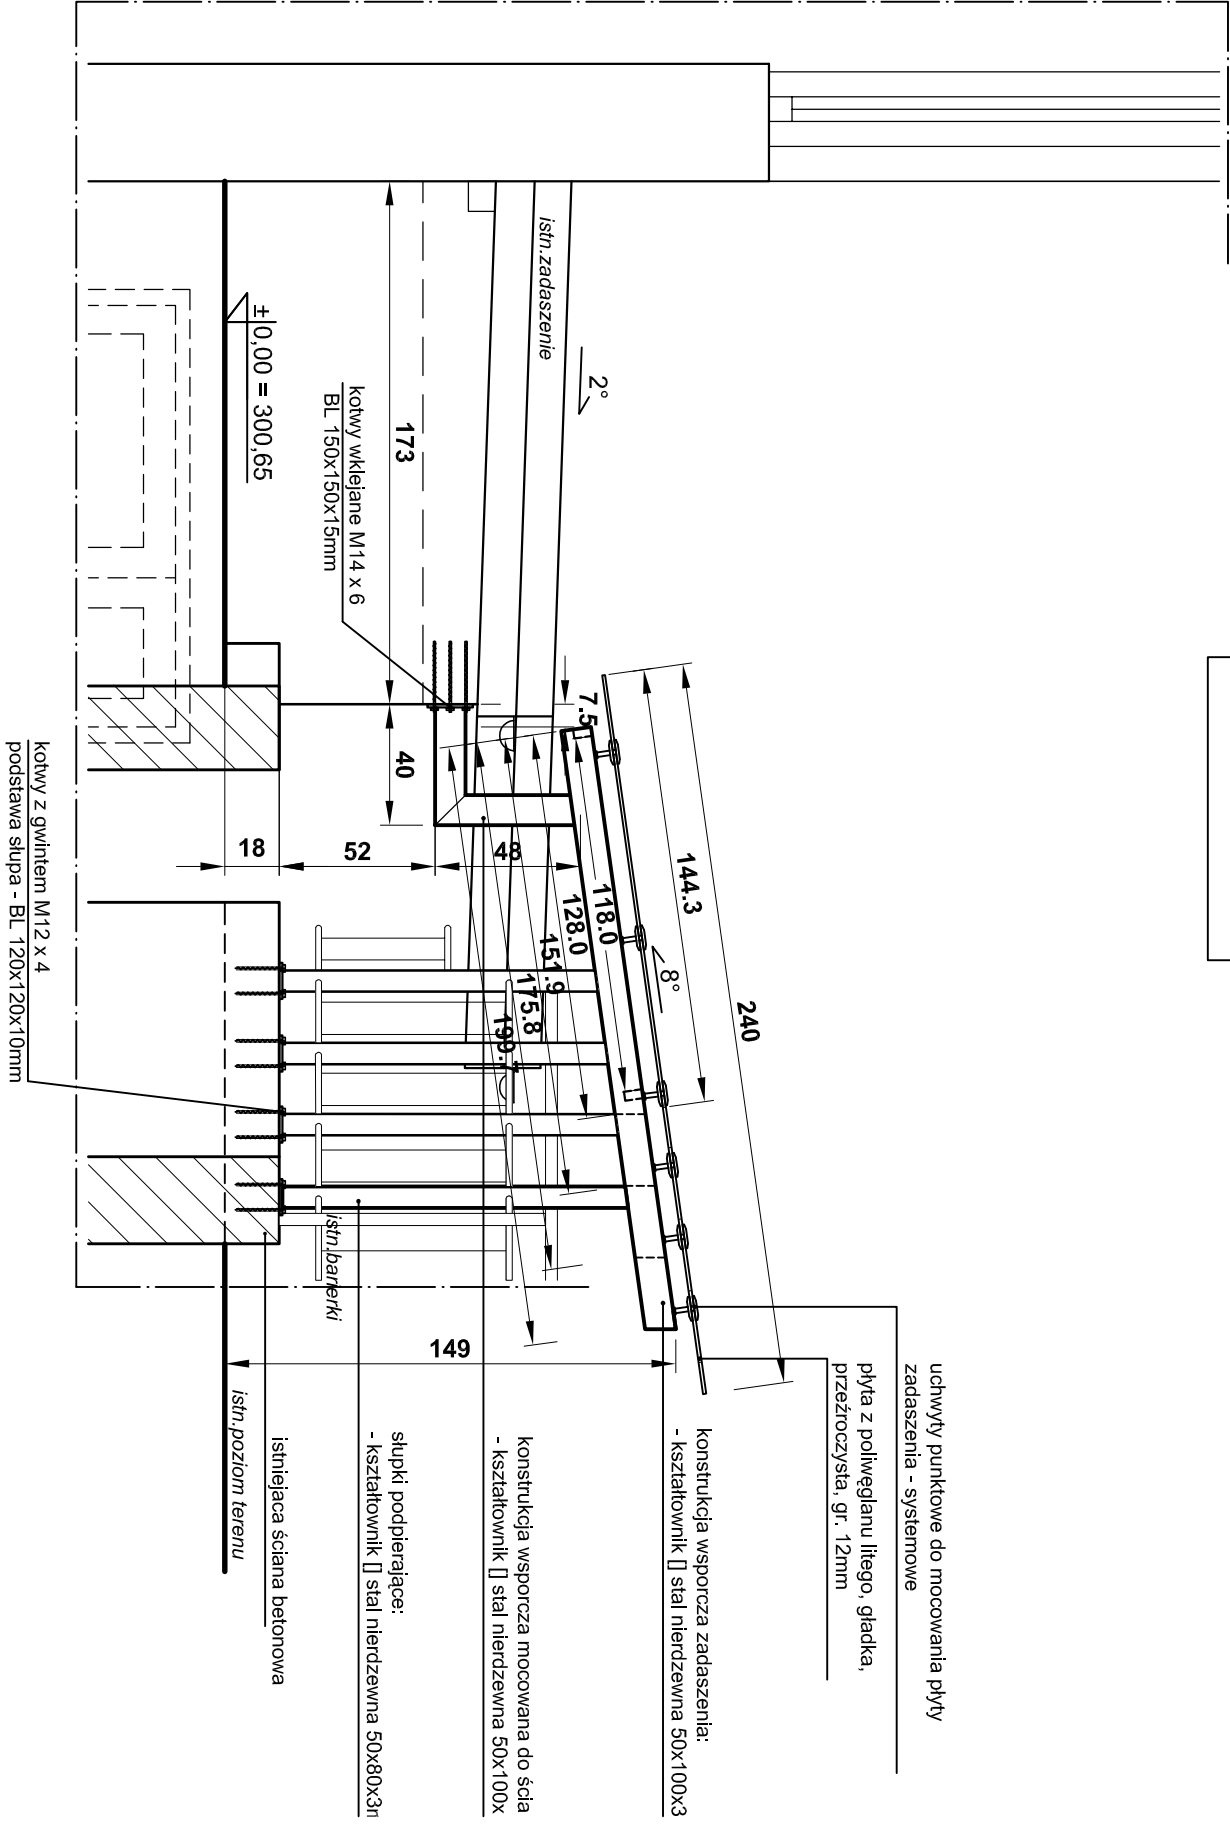 uchwyty punktowe do mocowania płyty
zadaszenia - systemowe
płyta z poliwęglanu litego, gładka,
przeźroczysta, gr. 12mm
konstrukcja wsporcza zadaszenia:
- kształtownik [] stal nierdzewna 50x100x3
konstrukcja wsporcza mocowana do ścia
- kształtownik [] stal nierdzewna 50x100x
słupki podpierające:
- kształtownik [] stal nierdzewna 50x80x3m
istniejaca ściana betonowa
istn.poziom terenu
240
144.3
8°
118.0
128.0
151.9
175.8
199.7
7.5
2°
istn.zadaszenie
173
40
48
52
18
149
istn.barierki
kotwy wklejane M14 x 6
BL 150x150x15mm
±0,00 = 300,65
kotwy z gwintem M12 x 4
podstawa słupa - BL 120x120x10mm